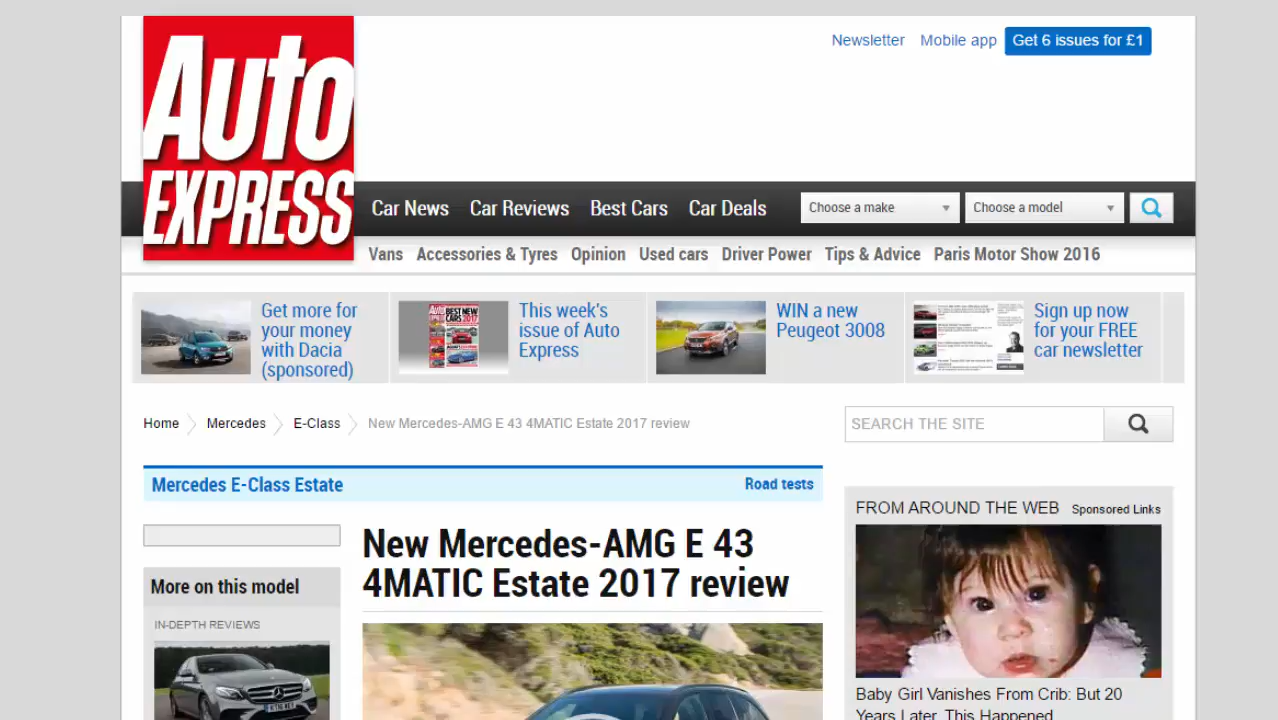 Auto
EXPRESS
Newsletter
Mobile app
Get 6 issues for £1
Car News
Car Reviews
Best Cars
Car Deals
Choose a make
Choose a model
Vans
Accessories & Tyres
Opinion
Used cars
Driver Power
Tips & Advice
Paris Motor Show 2016
Get more for
your money
with Dacia
(sponsored)
This week's
issue of Auto
Express
WIN a new
Peugeot 3008
Sign up now
for your FREE
car newsletter
Home
Mercedes
E-Class
New Mercedes-AMG E 43 4MATIC Estate 2017 review
SEARCH THE SITE
Mercedes E-Class Estate
Road tests
New Mercedes-AMG E 43
4MATIC Estate 2017 review
More on this model
IN-DEPTH REVIEWS
FROM AROUND THE WEB
Sponsored Links
Baby Girl Vanishes From Crib: But 20
Years Later, This Happened